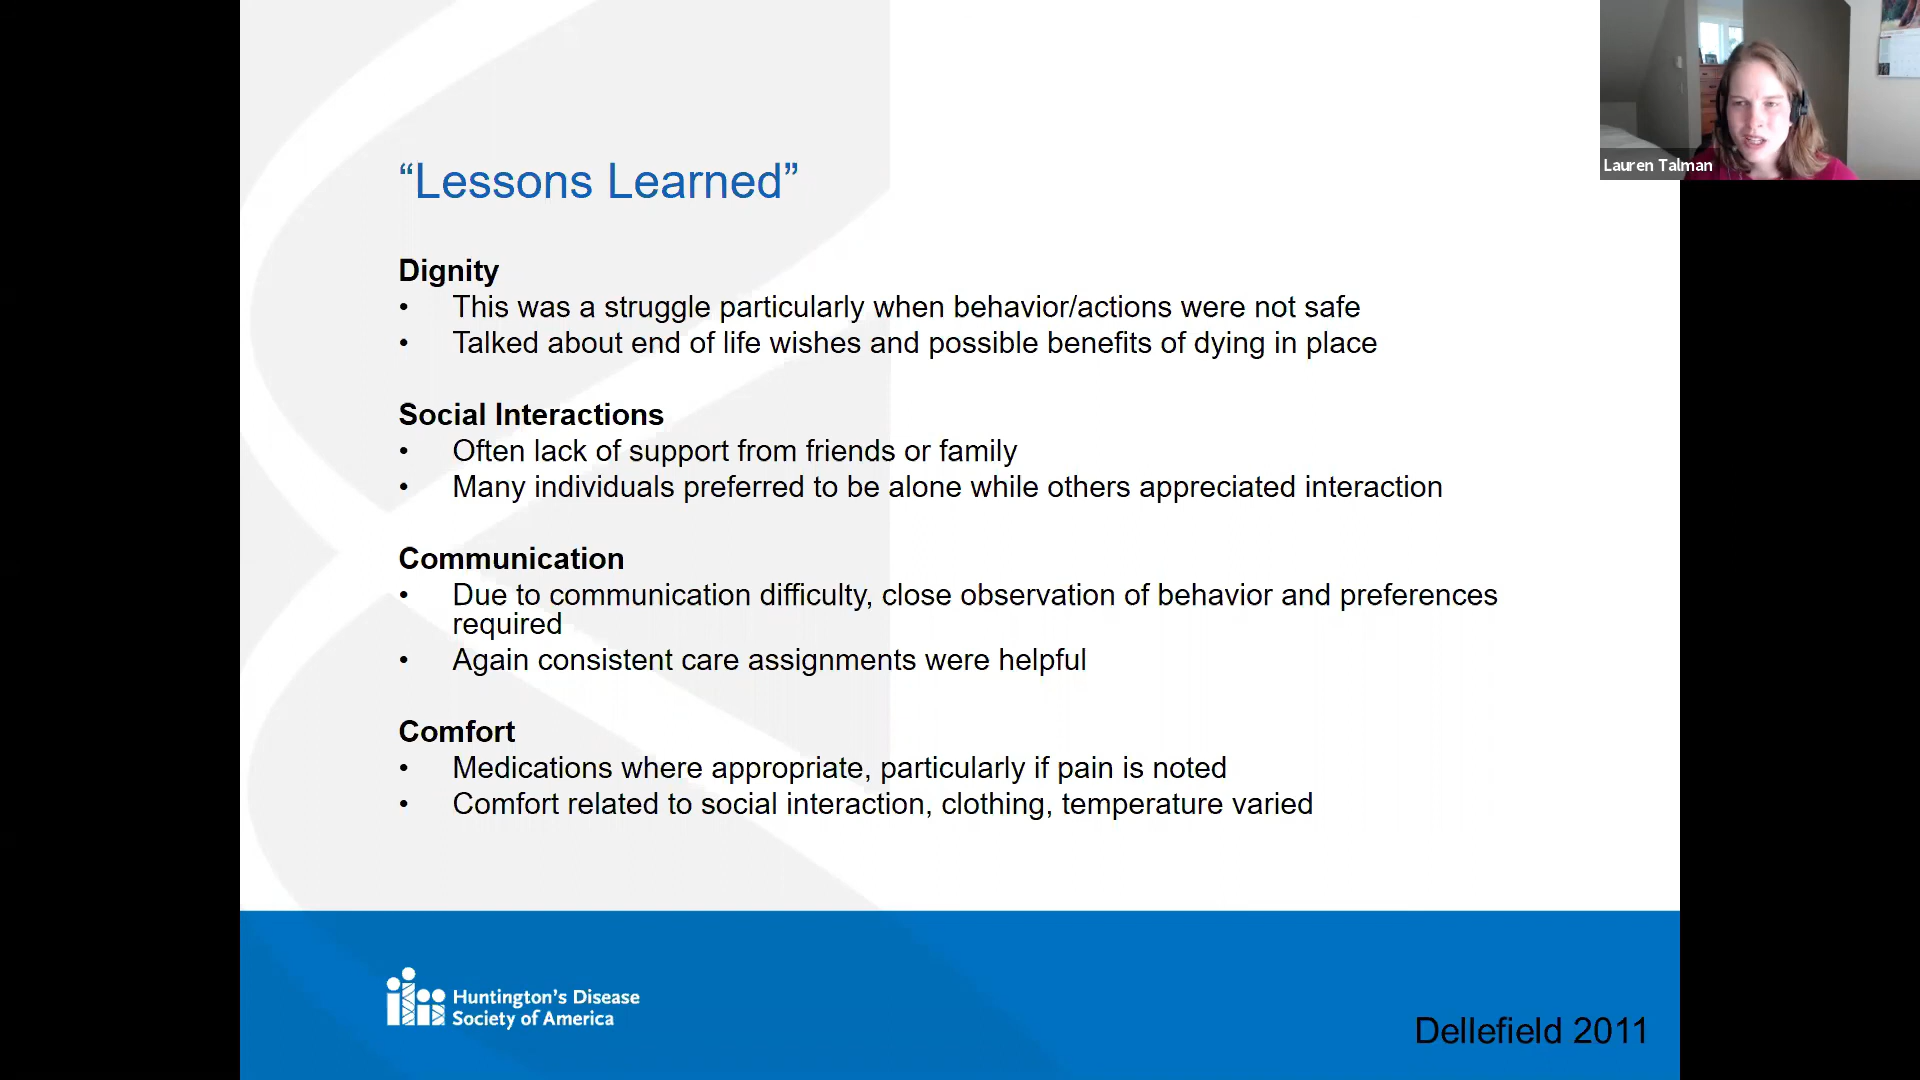 Lauren Talman
“Lessons Learned”
Dignity
• This was a struggle particularly when behavior/actions were not safe
• Talked about end of life wishes and possible benefits of dying in place
Social Interactions
• Often lack of support from friends or family
• Many individuals preferred to be alone while others appreciated interaction
Communication
• Due to communication difficulty, close observation of behavior and preferences
required
• Again consistent care assignments were helpful
Comfort
• Medications where appropriate, particularly if pain is noted
• Comfort related to social interaction, clothing, temperature varied
Huntington’s Disease
Society of America
Dellefield 2011